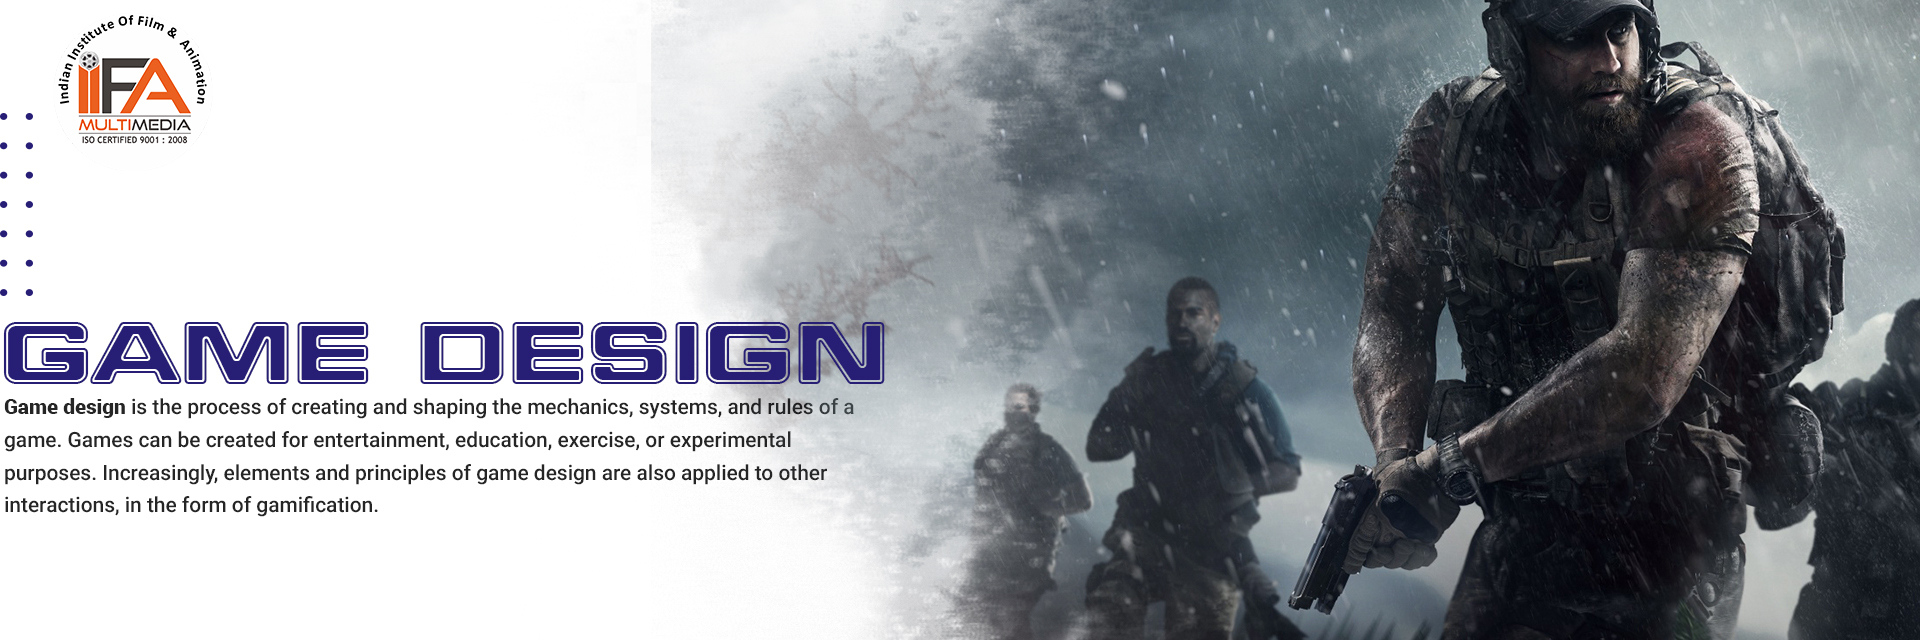 Indian Institute Of Film & Animation
iiFA
MULTIMEDIA
ISO CERTIFIED 9001 : 2008
GAME DESIGN
Game design is the process of creating and shaping the mechanics, systems, and rules of a
game. Games can be created for entertainment, education, exercise, or experimental
purposes. Increasingly, elements and principles of game design are also applied to other
interactions, in the form of gamification.